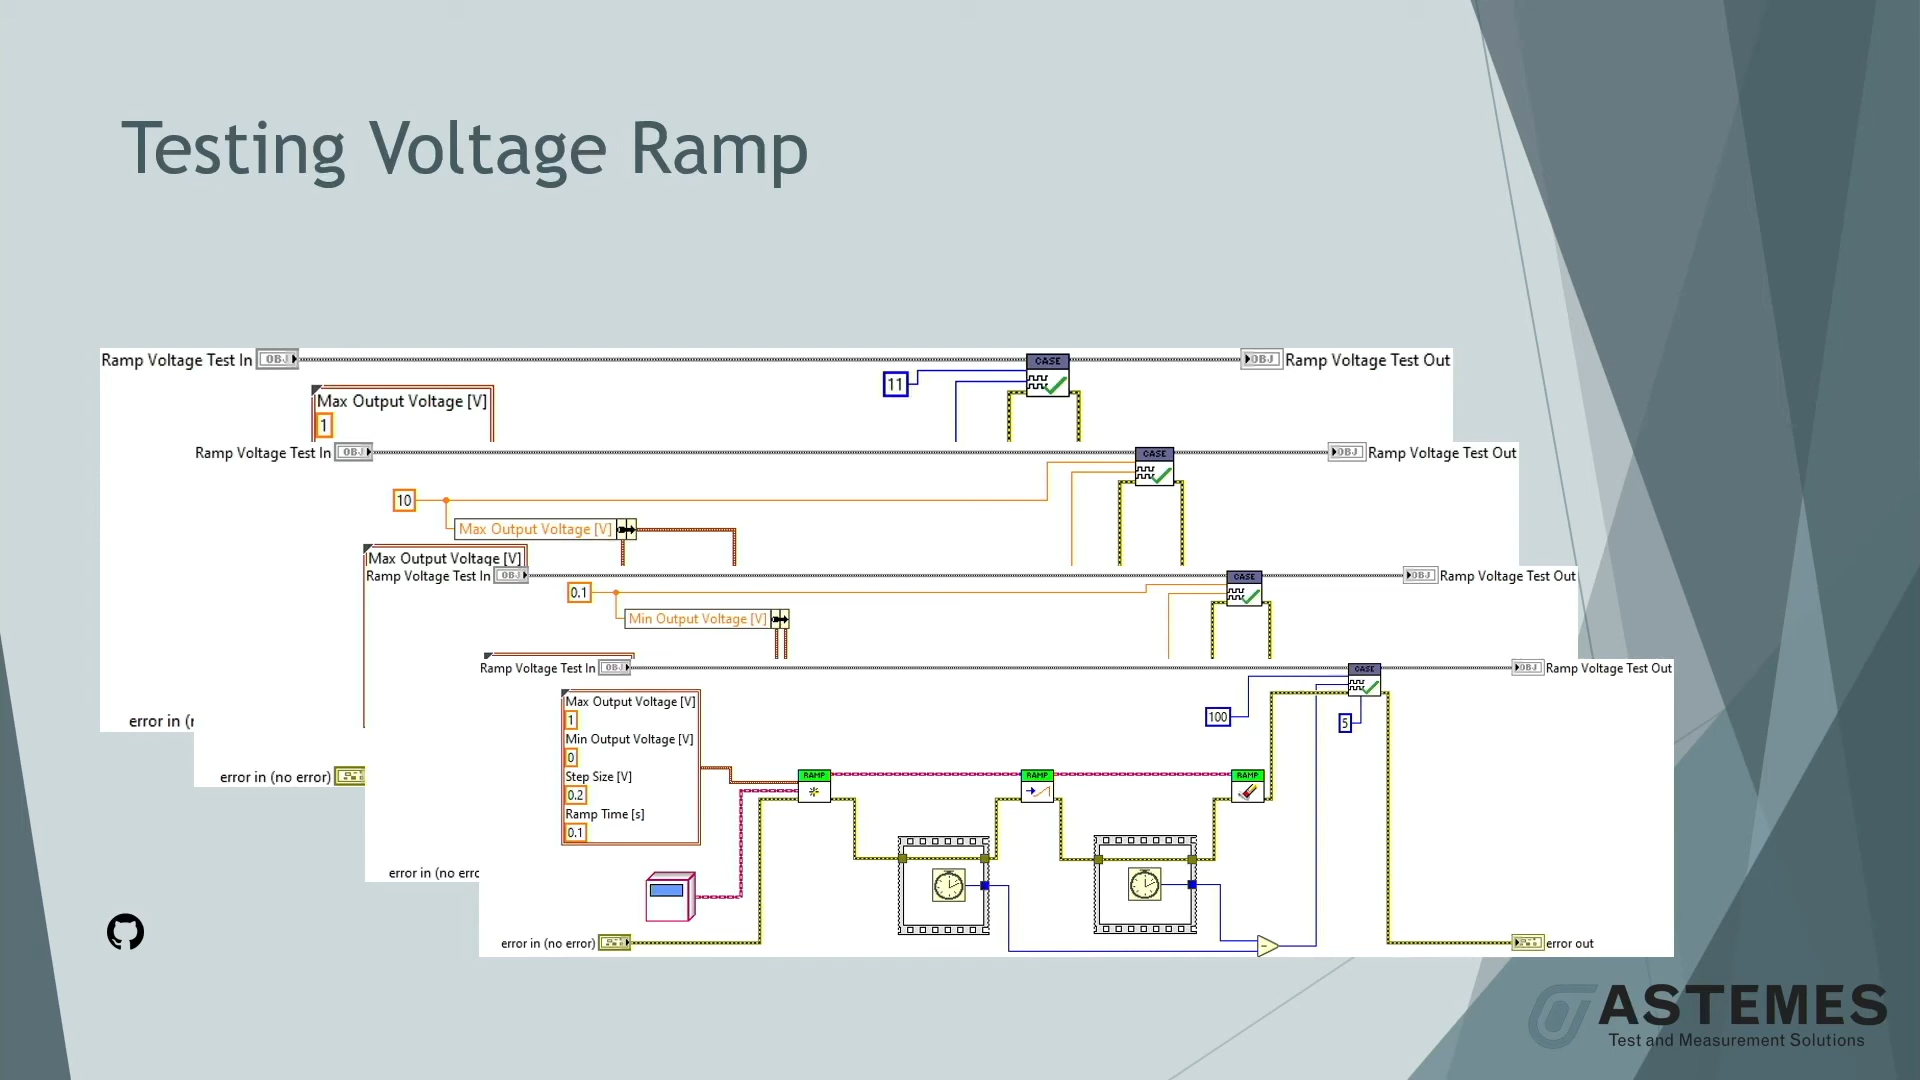 Testing Voltage Ramp
Ramp Voltage Test In OBJ
CASE
OBJ Ramp Voltage Test Out
11
Max Output Voltage [V]
1
Ramp Voltage Test In OBJ
CASE
OBJ Ramp Voltage Test Out
10
Max Output Voltage [V]
Max Output Voltage [V]
Ramp Voltage Test In OBJ
CASE
OBJ Ramp Voltage Test Out
0.1
Min Output Voltage [V]
Ramp Voltage Test In OBJ
CASE
OBJ Ramp Voltage Test Out
Max Output Voltage [V]
1
100
5
error in (
Min Output Voltage [V]
0
Step Size [V]
0.2
Ramp Time [s]
0.1
RAMP
RAMP
RAMP
error in (no error)
error in (no erro
error in (no error)
error out
ASTEMES
Test and Measurement Solutions